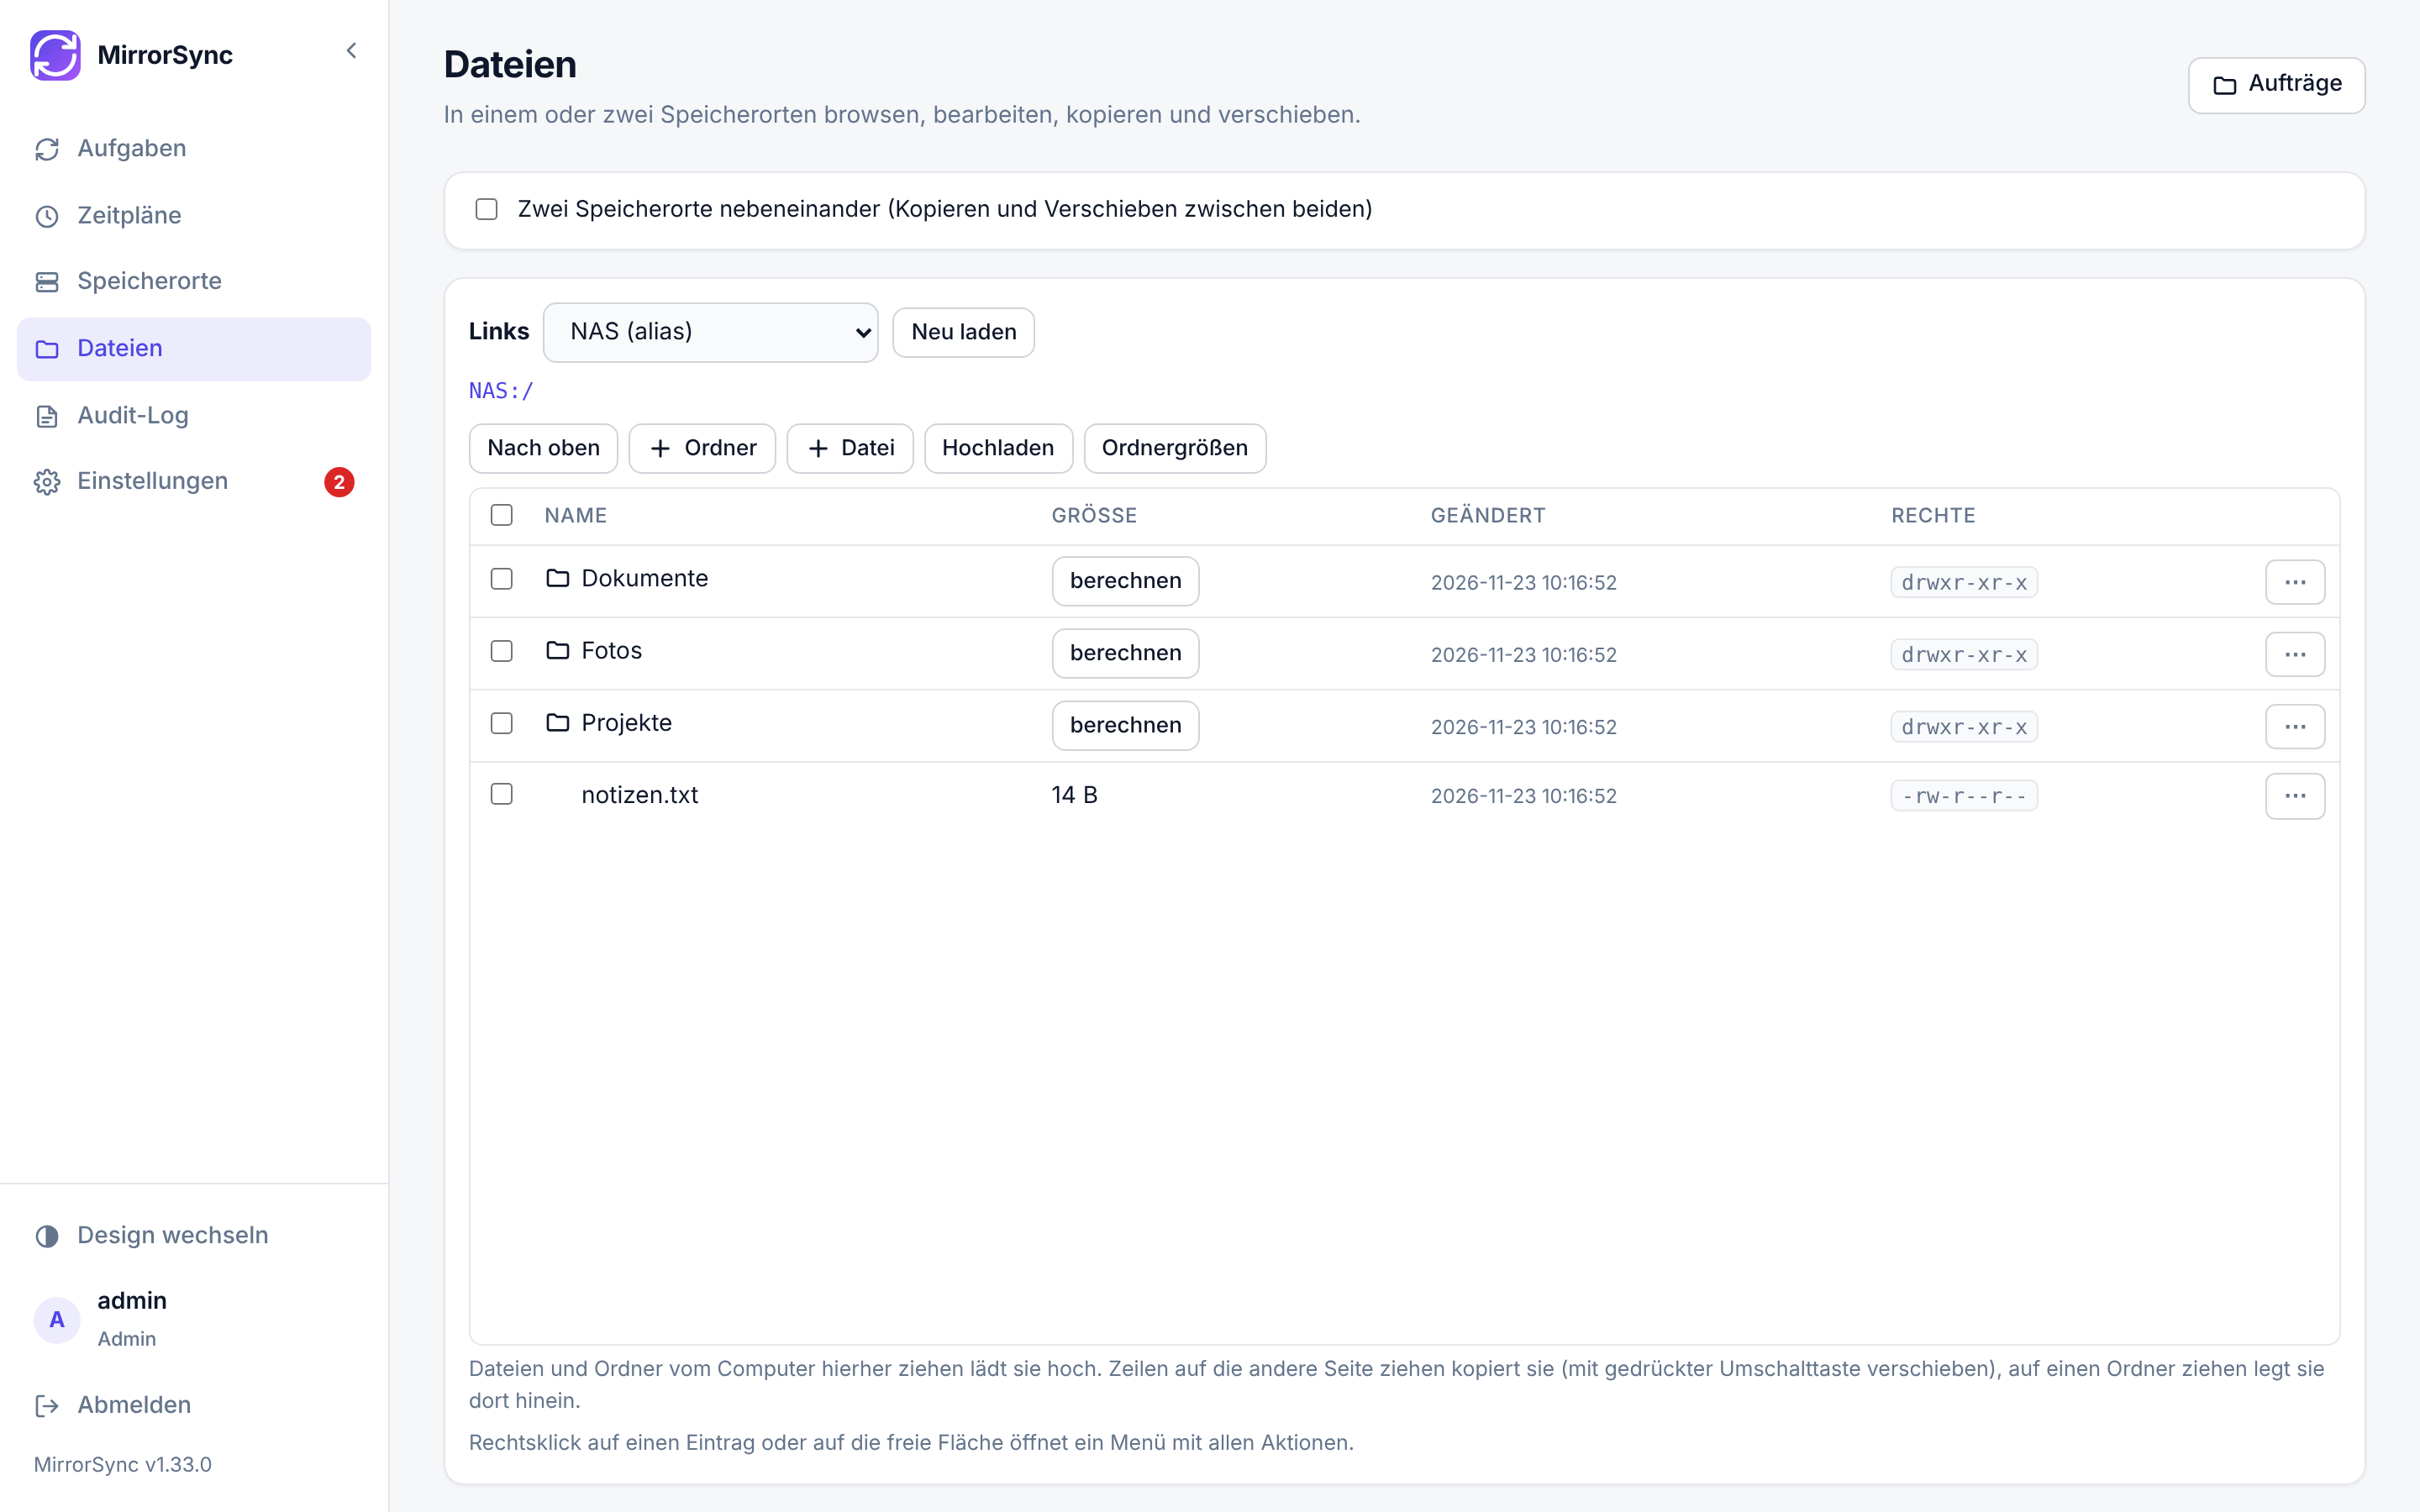 MirrorSync
Aufgaben
Zeitpläne
Speicherorte
Dateien
Audit-Log
Einstellungen 2
Design wechseln
A admin
Admin
Abmelden
MirrorSync v1.33.0
Dateien
In einem oder zwei Speicherorten browsen, bearbeiten, kopieren und verschieben.
Aufträge
Zwei Speicherorte nebeneinander (Kopieren und Verschieben zwischen beiden)
Links NAS (alias) Neu laden
NAS:/
Nach oben + Ordner + Datei Hochladen Ordnergrößen
NAME GRÖSSE GEÄNDERT RECHTE
Dokumente berechnen 2026-11-23 10:16:52 drwxr-xr-x ...
Fotos berechnen 2026-11-23 10:16:52 drwxr-xr-x ...
Projekte berechnen 2026-11-23 10:16:52 drwxr-xr-x ...
notizen.txt 14 B 2026-11-23 10:16:52 -rw-r--r-- ...
Dateien und Ordner vom Computer hierher ziehen lädt sie hoch. Zeilen auf die andere Seite ziehen kopiert sie (mit gedrückter Umschalttaste verschieben), auf einen Ordner ziehen legt sie
dort hinein.
Rechtsklick auf einen Eintrag oder auf die freie Fläche öffnet ein Menü mit allen Aktionen.